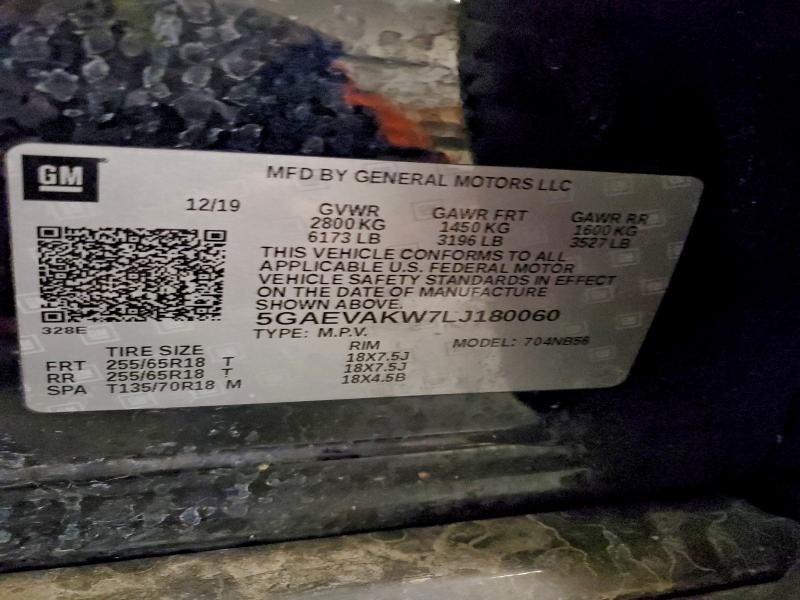 GM
MFD BY GENERAL MOTORS LLC
12/19
GVWR GAWR FRT GAWR RR
2800 KG 1450 KG 1600 KG
6173 LB 3196 LB 3527 LB
THIS VEHICLE CONFORMS TO ALL
APPLICABLE U.S. FEDERAL MOTOR
VEHICLE SAFETY STANDARDS IN EFFECT
ON THE DATE OF MANUFACTURE
SHOWN ABOVE.
328E
5GAEVAKW7LJ180060
TYPE: M.P.V. MODEL: 704NB56
TIRE SIZE RIM
FRT 255/65R18 T 18X7.5J
RR 255/65R18 T 18X7.5J
SPA T135/70R18 M 18X4.5B